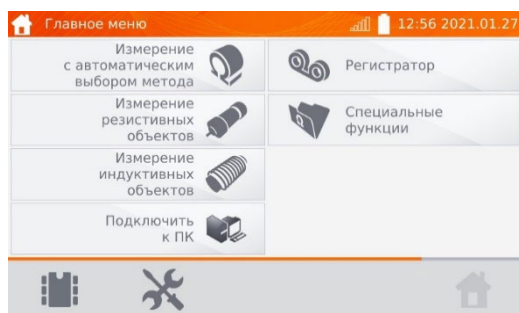 Главное меню
12:56 2021.01.27
Измерение
с автоматическим
выбором метода
Регистратор
Измерение
резистивных
объектов
Специальные
функции
Измерение
индуктивных
объектов
Подключить
к ПК